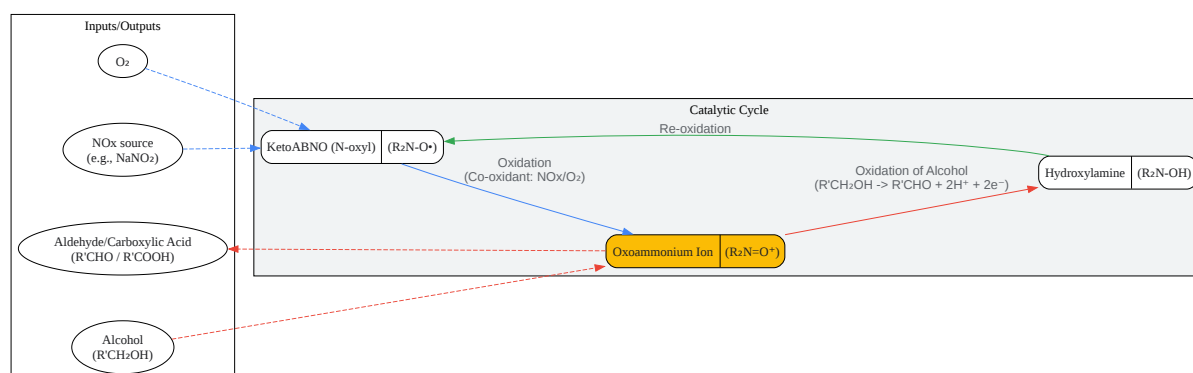 Inputs/Outputs
O₂
NOx source
(e.g., NaNO₂)
Aldehyde/Carboxylic Acid
(R'CHO / R'COOH)
Alcohol
(R'CH₂OH)
Catalytic Cycle
KetoABNO (N-oxyl) (R₂N-O•)
Re-oxidation
Oxidation
(Co-oxidant: NOx/O₂)
Oxidation of Alcohol
(R'CH₂OH -> R'CHO + 2H⁺ + 2e⁻)
Hydroxylamine (R₂N-OH)
Oxoammonium Ion (R₂N=O⁺)